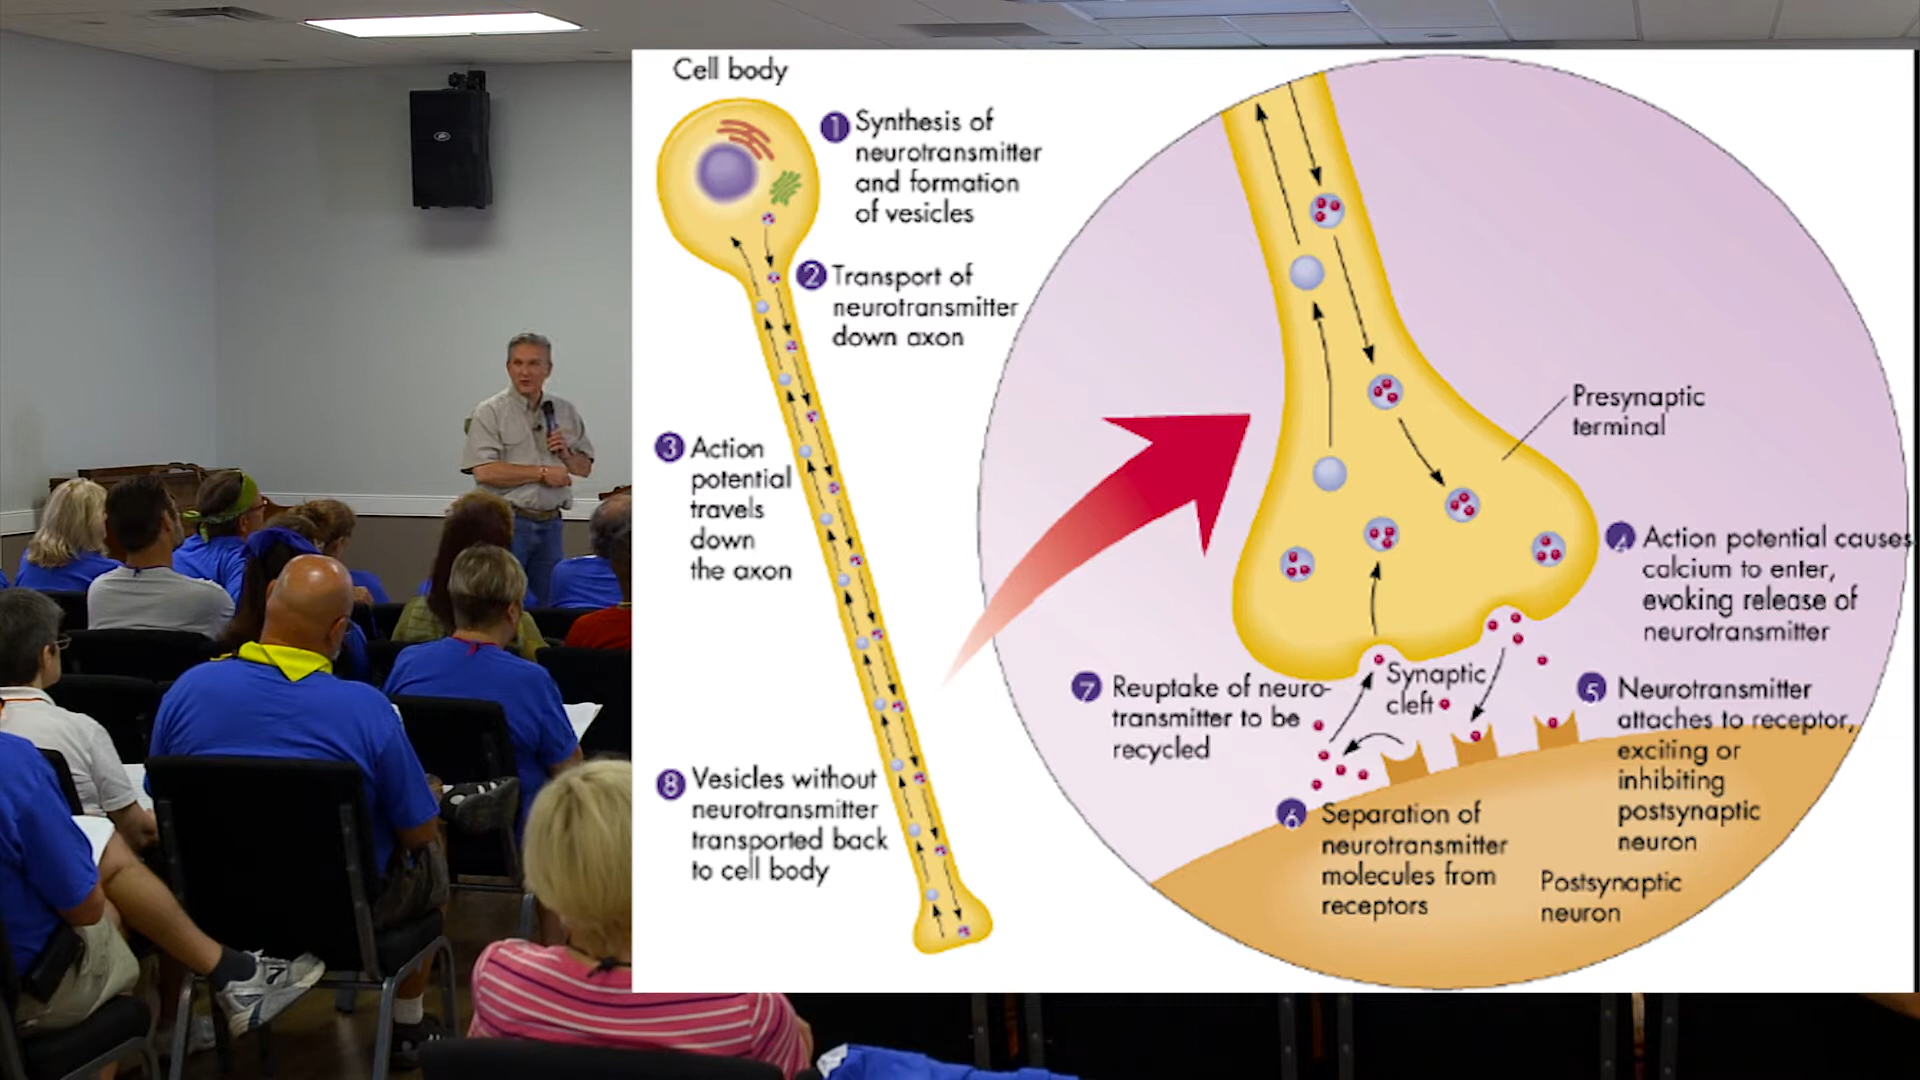 Cell body
1 Synthesis of
neurotransmitter
and formation
of vesicles
2 Transport of
neurotransmitter
down axon
3 Action
potential
travels
down
the axon
8 Vesicles without
neurotransmitter
transported back
to cell body
Presynaptic
terminal
4 Action potential causes
calcium to enter,
evoking release of
neurotransmitter
Synaptic
cleft
7 Reuptake of neuro-
transmitter to be
recycled
5 Neurotransmitter
attaches to receptor,
exciting or
inhibiting
postsynaptic
neuron
6 Separation of
neurotransmitter
molecules from
receptors
Postsynaptic
neuron